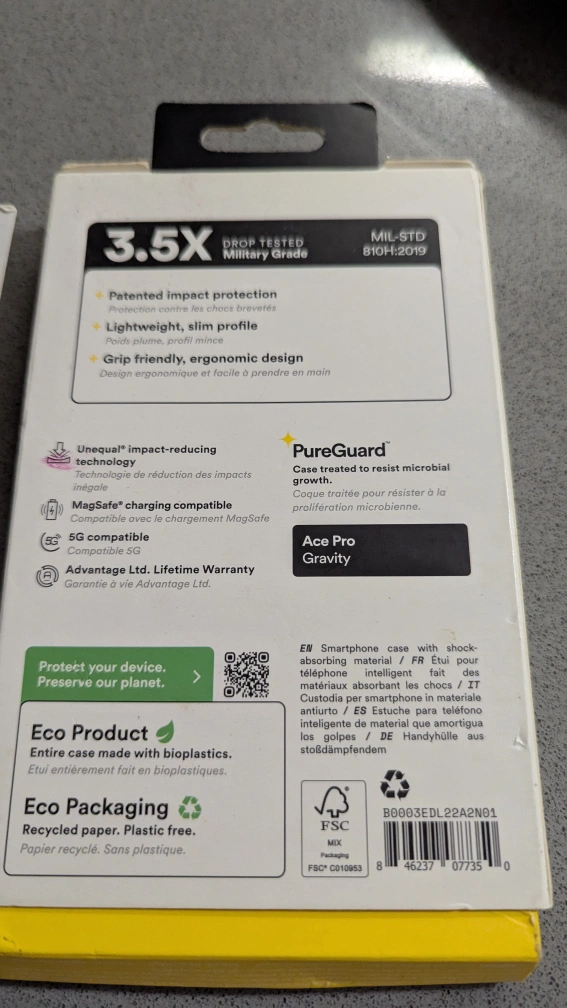 3.5X DROP TESTED
Military Grade
MIL-STD
810H:2019
Patented impact protection
Protection contre les chocs brevetés
Lightweight, slim profile
Poids plume, profil mince
Grip friendly, ergonomic design
Design ergonomique et facile à prendre en main
Unequal® impact-reducing
technology
Technologie de réduction des impacts
inégale
MagSafe® charging compatible
Compatible avec le chargement MagSafe
5G
5G compatible
Compatible 5G
Advantage Ltd. Lifetime Warranty
Garantie à vie Advantage Ltd.
PureGuard™
Case treated to resist microbial
growth.
Coque traitée pour résister à la
prolifération microbienne.
Ace Pro
Gravity
Protect your device.
Preserve our planet.
Eco Product
Entire case made with bioplastics.
Etui entièrement fait en bioplastiques.
Eco Packaging
Recycled paper. Plastic free.
Papier recyclé. Sans plastique.
EN Smartphone case with shock-
absorbing material / FR Étui pour
téléphone intelligent fait des
matériaux absorbant les chocs / IT
Custodia per smartphone in materiale
antiurto / ES Estuche para teléfono
inteligente de material que amortigua
los golpes / DE Handyhülle aus
stoßdämpfendem
FSC
MIX
Packaging
FSC® C010953
B0003EDL22A2N01
8 46237 07735 0